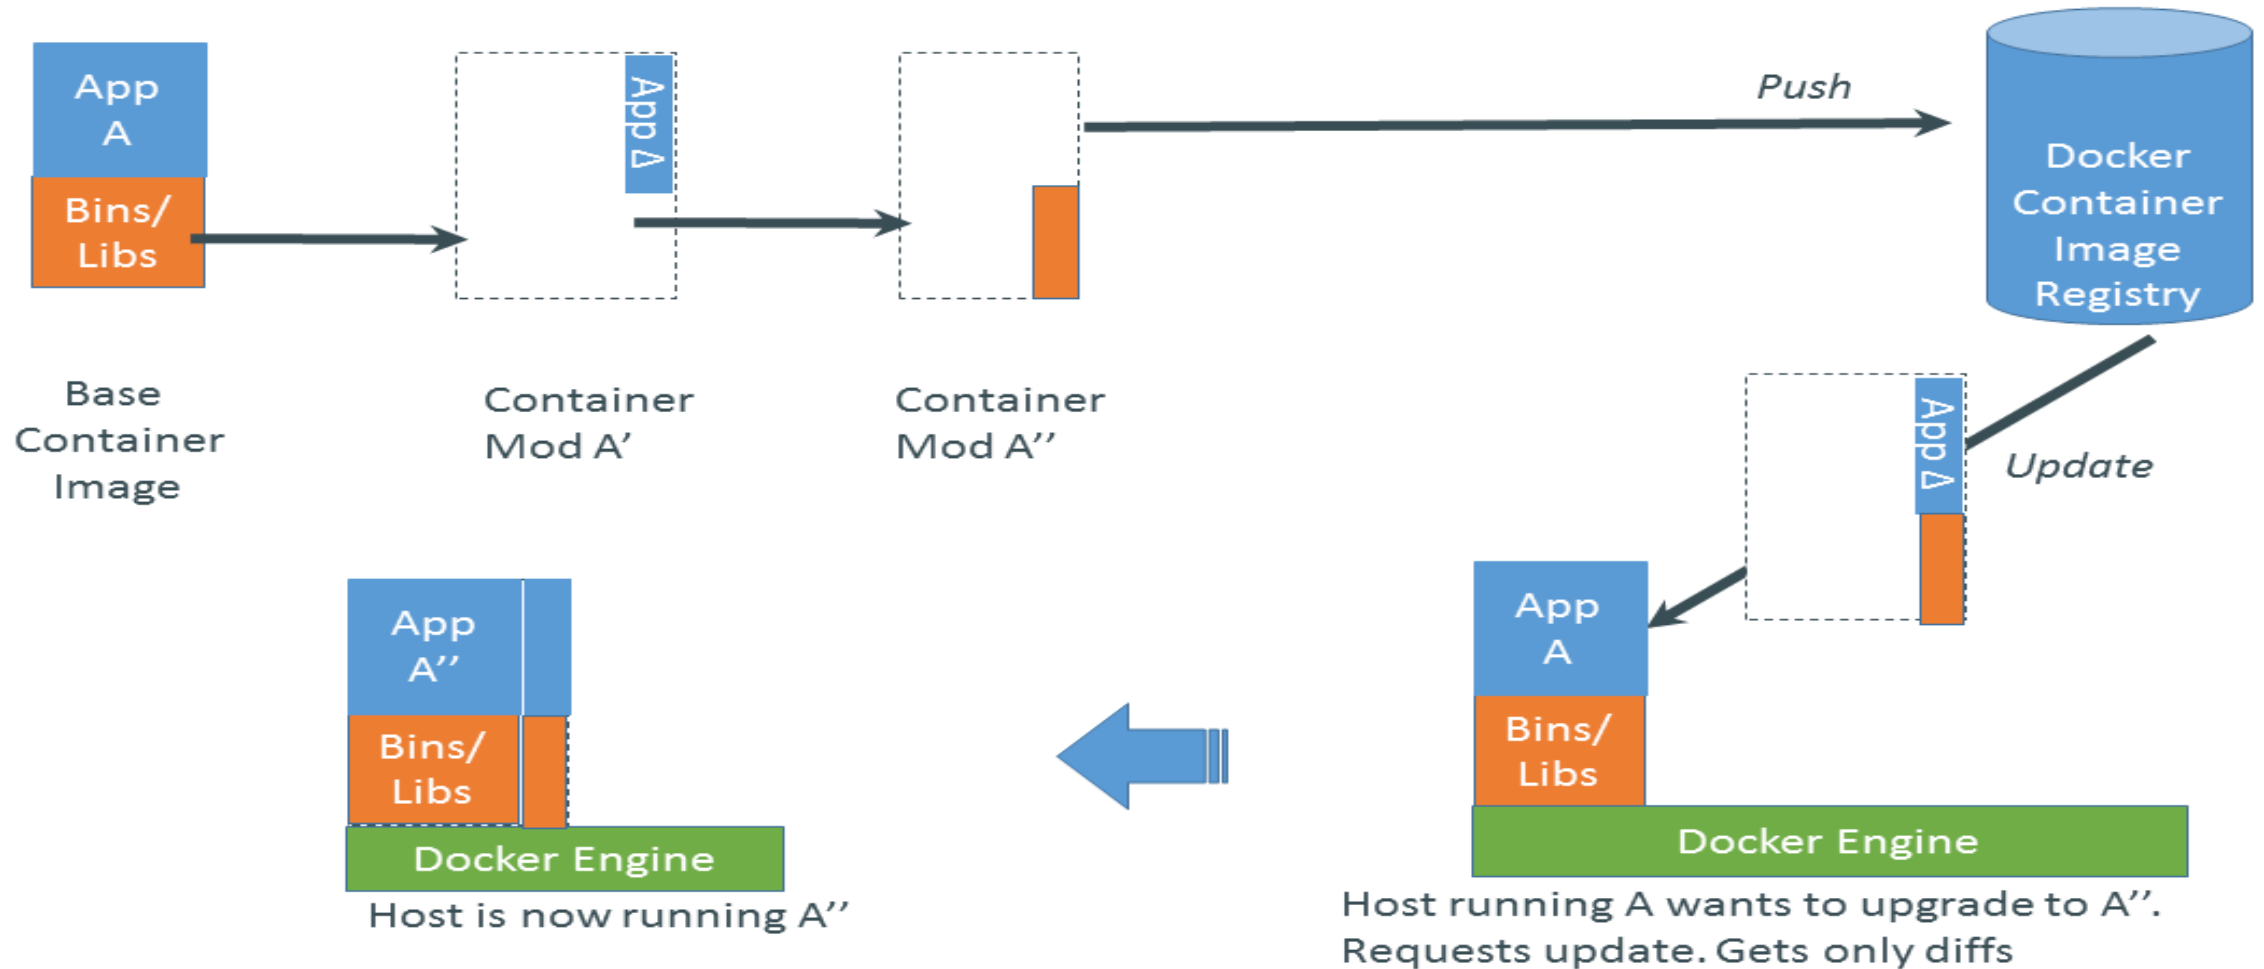 App
A
Bins/
Libs
App Δ
Push
Docker
Container
Image
Registry
Base
Container
Image
Container
Mod A’
Container
Mod A’’
App Δ
Update
App
A
Bins/
Libs
Docker Engine
Host running A wants to upgrade to A’’.
Requests update. Gets only diffs
App
A’’
Bins/
Libs
Docker Engine
Host is now running A’’